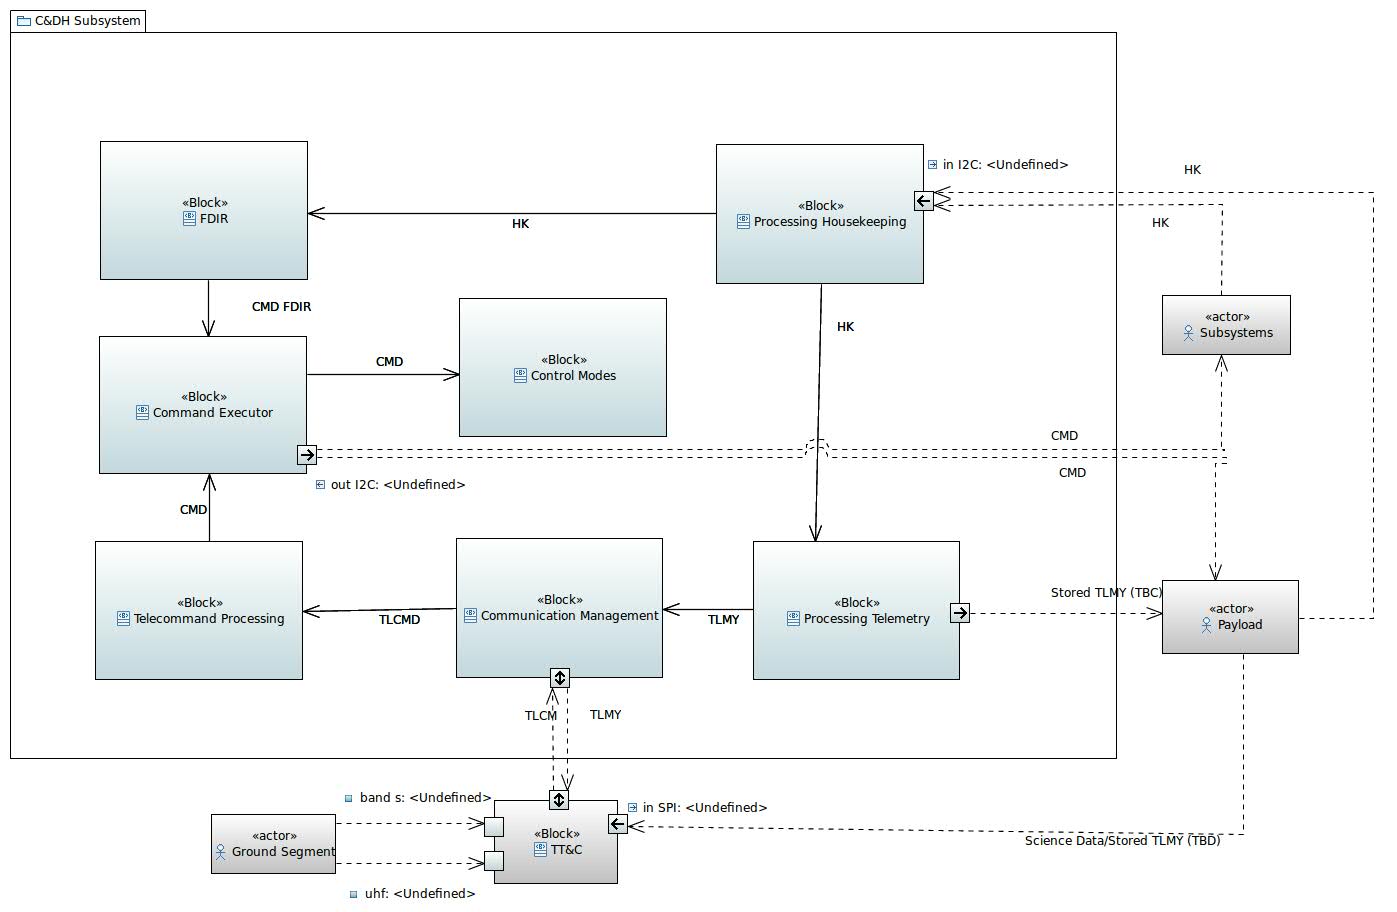 C&DH Subsystem
in I2C: <Undefined>
HK
«Block»
FDIR
«Block»
Processing Housekeeping
HK
HK
CMD FDIR
HK
«actor»
Subsystems
«Block»
Control Modes
CMD
«Block»
Command Executor
CMD
CMD
out I2C: <Undefined>
CMD
«Block»
Telecommand Processing
TLCMD
«Block»
Communication Management
TLMY
«Block»
Processing Telemetry
Stored TLMY (TBC)
«actor»
Payload
TLCM
TLMY
band s: <Undefined>
in SPI: <Undefined>
«actor»
Ground Segment
«Block»
TT&C
Science Data/Stored TLMY (TBD)
uhf: <Undefined>